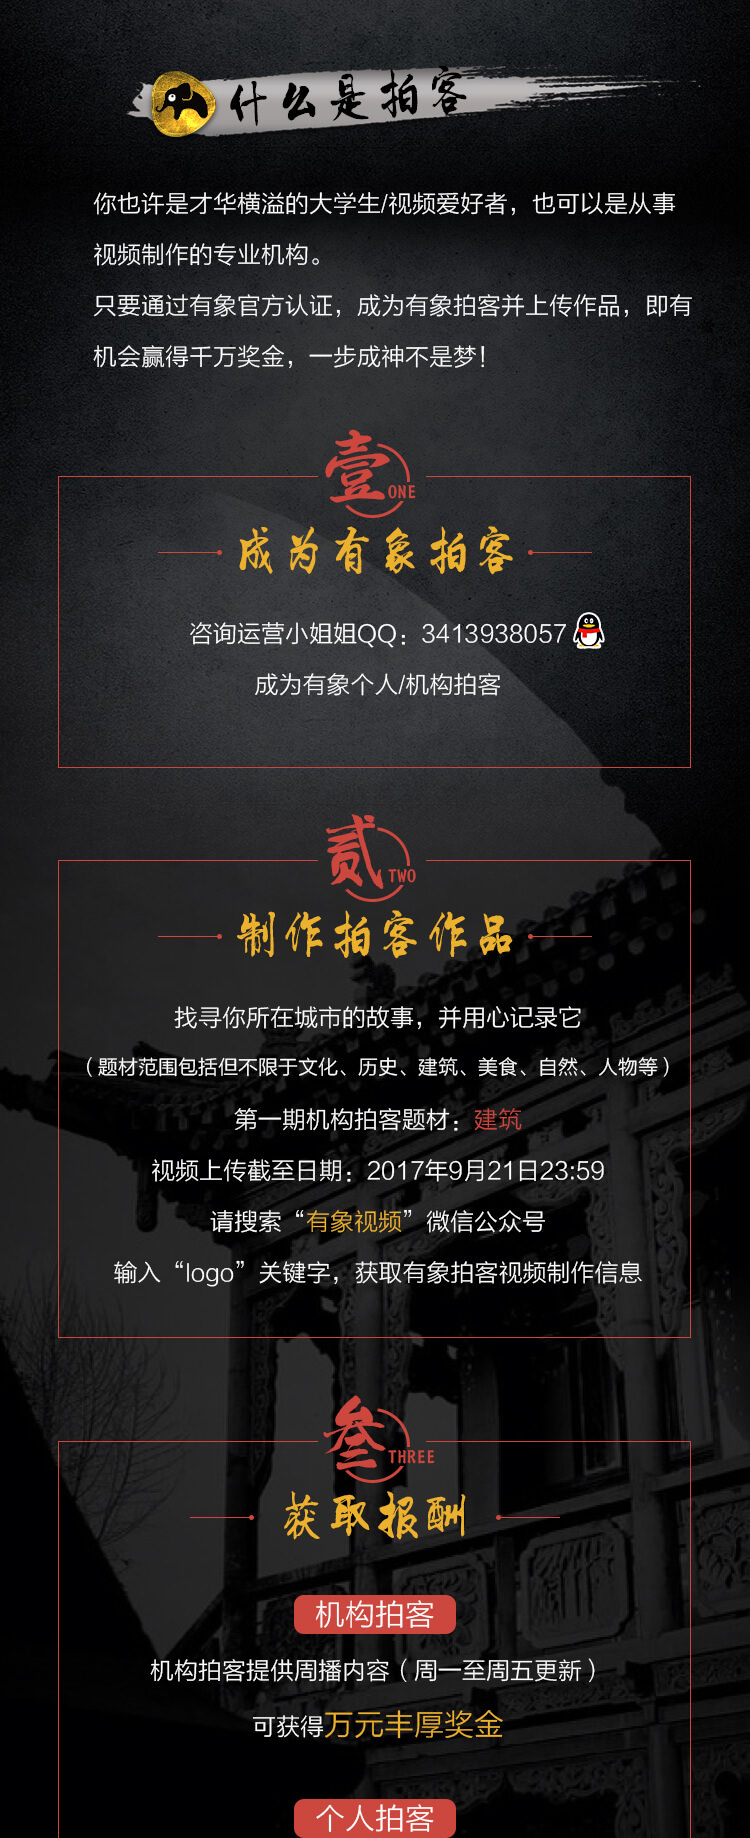 什么是拍客
你也许是才华横溢的大学生/视频爱好者，也可以是从事
视频制作的专业机构。
只要通过有象官方认证，成为有象拍客并上传作品，即有
机会赢得千万奖金，一步成神不是梦！
壹 ONE
成为有象拍客
咨询运营小姐姐QQ：3413938057
成为有象个人/机构拍客
贰 TWO
制作拍客作品
找寻你所在城市的故事，并用心记录它
（题材范围包括但不限于文化、历史、建筑、美食、自然、人物等）
第一期机构拍客题材：建筑
视频上传截至日期：2017年9月21日23:59
请搜索“有象视频”微信公众号
输入“logo”关键字，获取有象拍客视频制作信息
叁 THREE
获取报酬
机构拍客
机构拍客提供周播内容（周一至周五更新）
可获得万元丰厚奖金
个人拍客